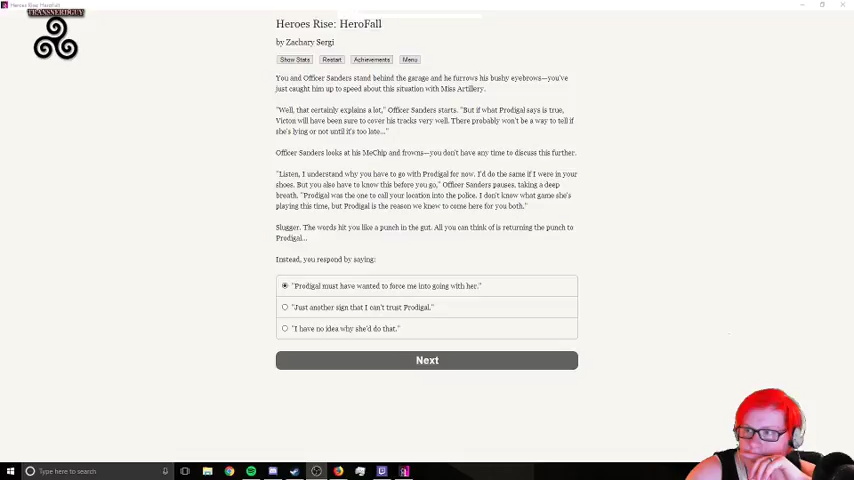 Heroes Rise: HeroFall
TRANSNERDGUY
Heroes Rise: HeroFall
by Zachary Sergi
Show Stats
Restart
Achievements
Menu
You and Officer Sanders stand behind the garage and he furrows his bushy eyebrows—you've
just caught him up to speed about this situation with Miss Artillery.
"Well, that certainly explains a lot," Officer Sanders starts. "But if what Prodigal says is true,
Victon will have been sure to cover his tracks very well. There probably won't be a way to tell if
she's lying or not until it's too late..."
Officer Sanders looks at his MeChip and frowns—you don't have any time to discuss this further.
"Listen, I understand why you have to go with Prodigal for now. I'd do the same if I were in your
shoes. But you also have to know this before you go," Officer Sanders pauses, taking a deep
breath. "Prodigal was the one to call your location into the police. I don't know what game she's
playing this time, but Prodigal is the reason we knew to come here for you both."
Slugger. The words hit you like a punch in the gut. All you can think of is returning the punch to
Prodigal...
Instead, you respond by saying:
"Prodigal must have wanted to force me into going with her."
"Just another sign that I can't trust Prodigal."
"I have no idea why she'd do that."
Next
Type here to search